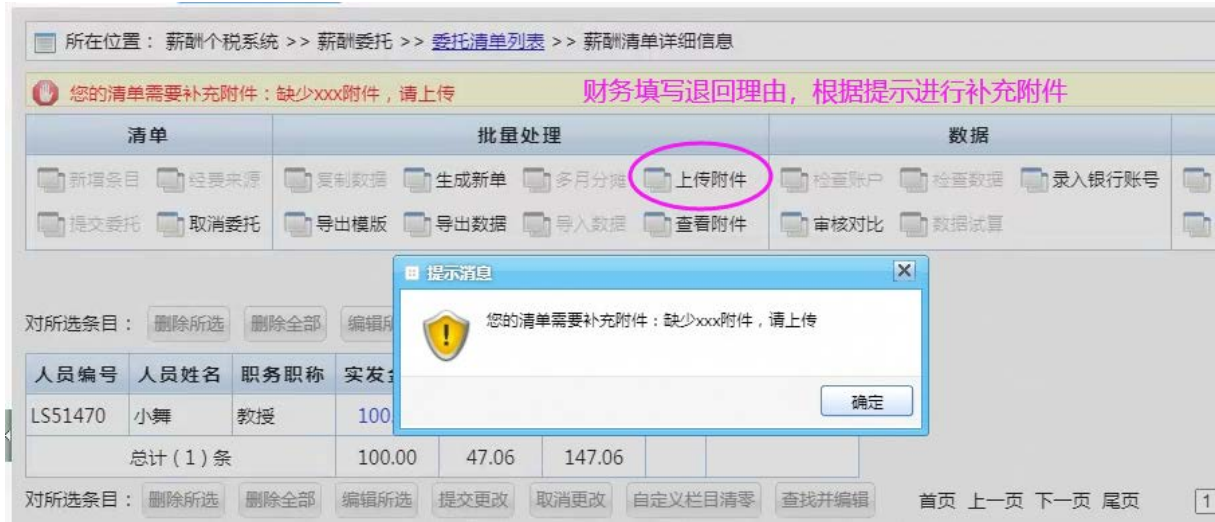 所在位置： 薪酬个税系统 >> 薪酬委托 >> 委托清单列表 >> 薪酬清单详细信息
您的清单需要补充附件：缺少xxx附件，请上传
财务填写退回理由，根据提示进行补充附件
清单 批量处理 数据
新增条目 经费来源 复制数据 生成新单 多月分摊 上传附件 检查账户 检查数据 录入银行账号
提交委托 取消委托 导出模版 导出数据 导入数据 查看附件 审核对比 数据试算
提示消息
您的清单需要补充附件：缺少xxx附件，请上传
确定
对所选条目： 删除所选 删除全部 编辑所
人员编号 人员姓名 职务职称 实发
LS51470 小舞 教授 100.
总计（1）条 100.00 47.06 147.06
对所选条目： 删除所选 删除全部 编辑所选 提交更改 取消更改 自定义栏目清零 查找并编辑 首页 上一页 下一页 尾页 1